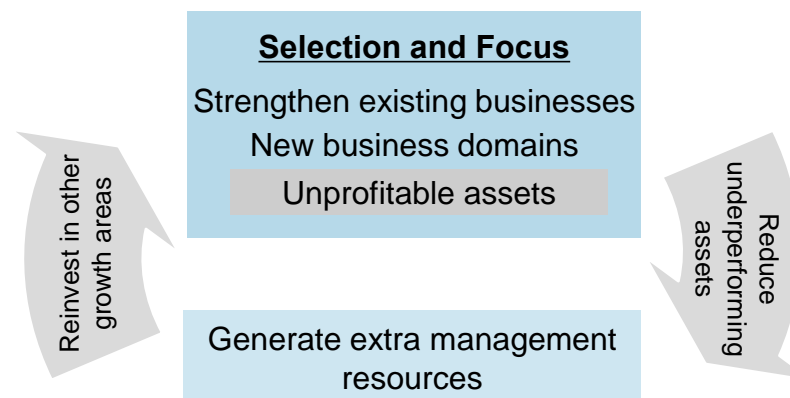 Selection and Focus
Strengthen existing businesses
New business domains
Unprofitable assets
Reinvest in other
growth areas
Reduce
underperforming
assets
Generate extra management
resources